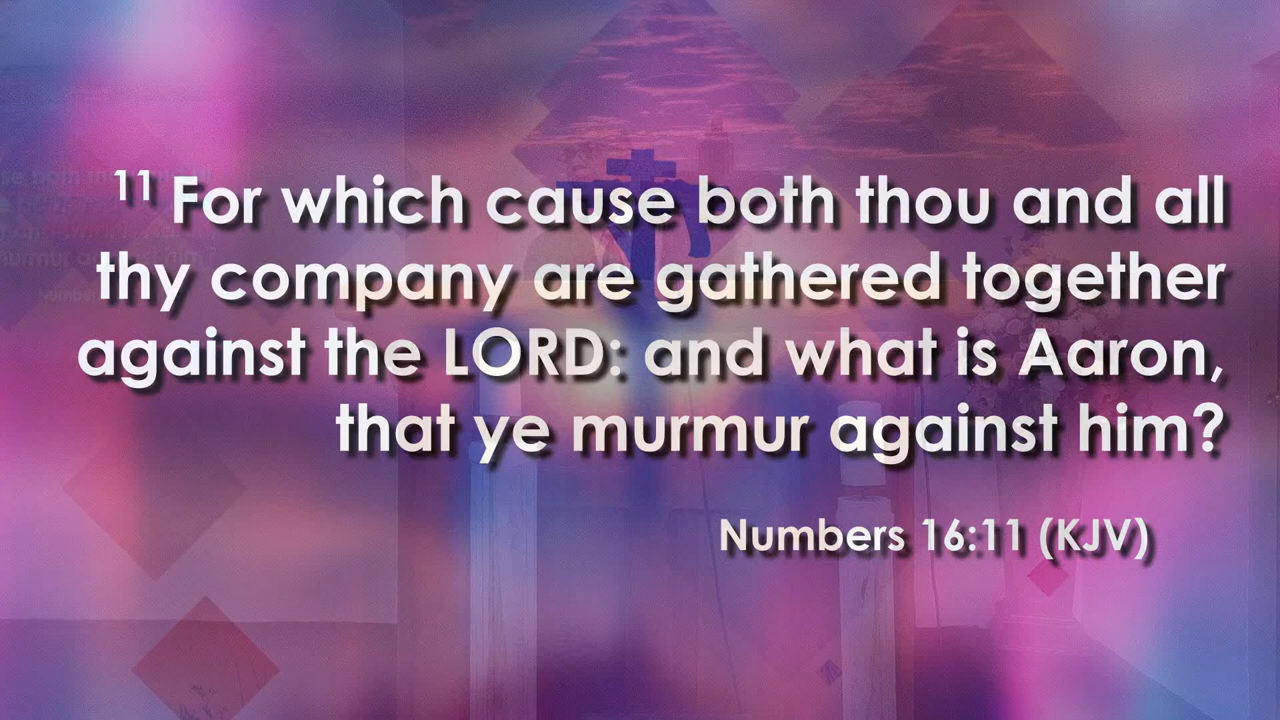 11 For which cause both thou and all
thy company are gathered together
against the LORD: and what is Aaron,
that ye murmur against him?
Numbers 16:11 (KJV)